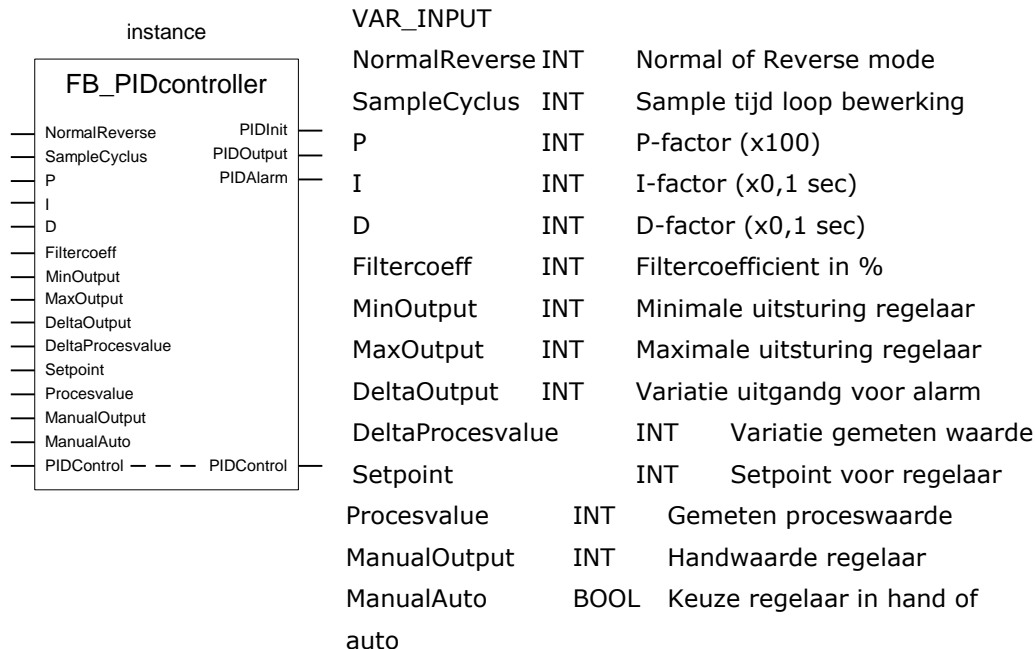 instance
FB_PIDcontroller
NormalReverse PIDInit
SampleCyclus PIDOutput
P PIDAlarm
I
D
Filtercoeff
MinOutput
MaxOutput
DeltaOutput
DeltaProcesvalue
Setpoint
Procesvalue
ManualOutput
ManualAuto
PIDControl PIDControl
VAR_INPUT
NormalReverse INT Normal of Reverse mode
SampleCyclus INT Sample tijd loop bewerking
P INT P-factor (x100)
I INT I-factor (x0,1 sec)
D INT D-factor (x0,1 sec)
Filtercoeff INT Filtercoefficient in %
MinOutput INT Minimale uitsturing regelaar
MaxOutput INT Maximale uitsturing regelaar
DeltaOutput INT Variatie uitgandg voor alarm
DeltaProcesvalue INT Variatie gemeten waarde
Setpoint INT Setpoint voor regelaar
Procesvalue INT Gemeten proceswaarde
ManualOutput INT Handwaarde regelaar
ManualAuto BOOL Keuze regelaar in hand of
auto